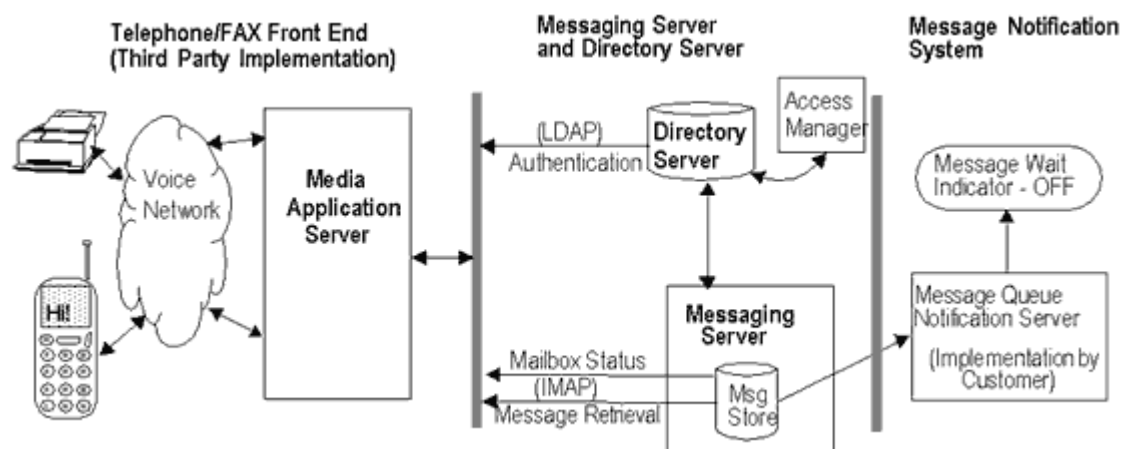 Telephone/FAX Front End
(Third Party Implementation)
Messaging Server
and Directory Server
Message Notification
System
Voice
Network
Media
Application
Server
(LDAP)
Authentication
Directory
Server
Access
Manager
Message Wait
Indicator - OFF
Hi!
Messaging
Server
Mailbox Status
(IMAP)
Message Retrieval
Msg
Store
Message Queue
Notification Server
(Implementation by
Customer)